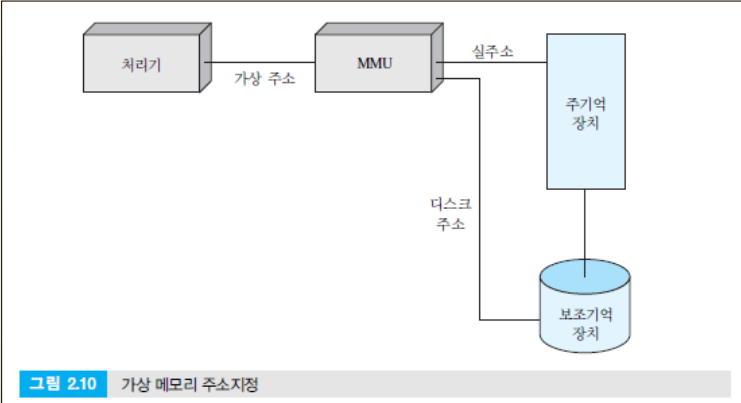 처리기
가상 주소
MMU
실주소
주기억
장치
디스크
주소
보조기억
장치
그림 2.10 가상 메모리 주소지정